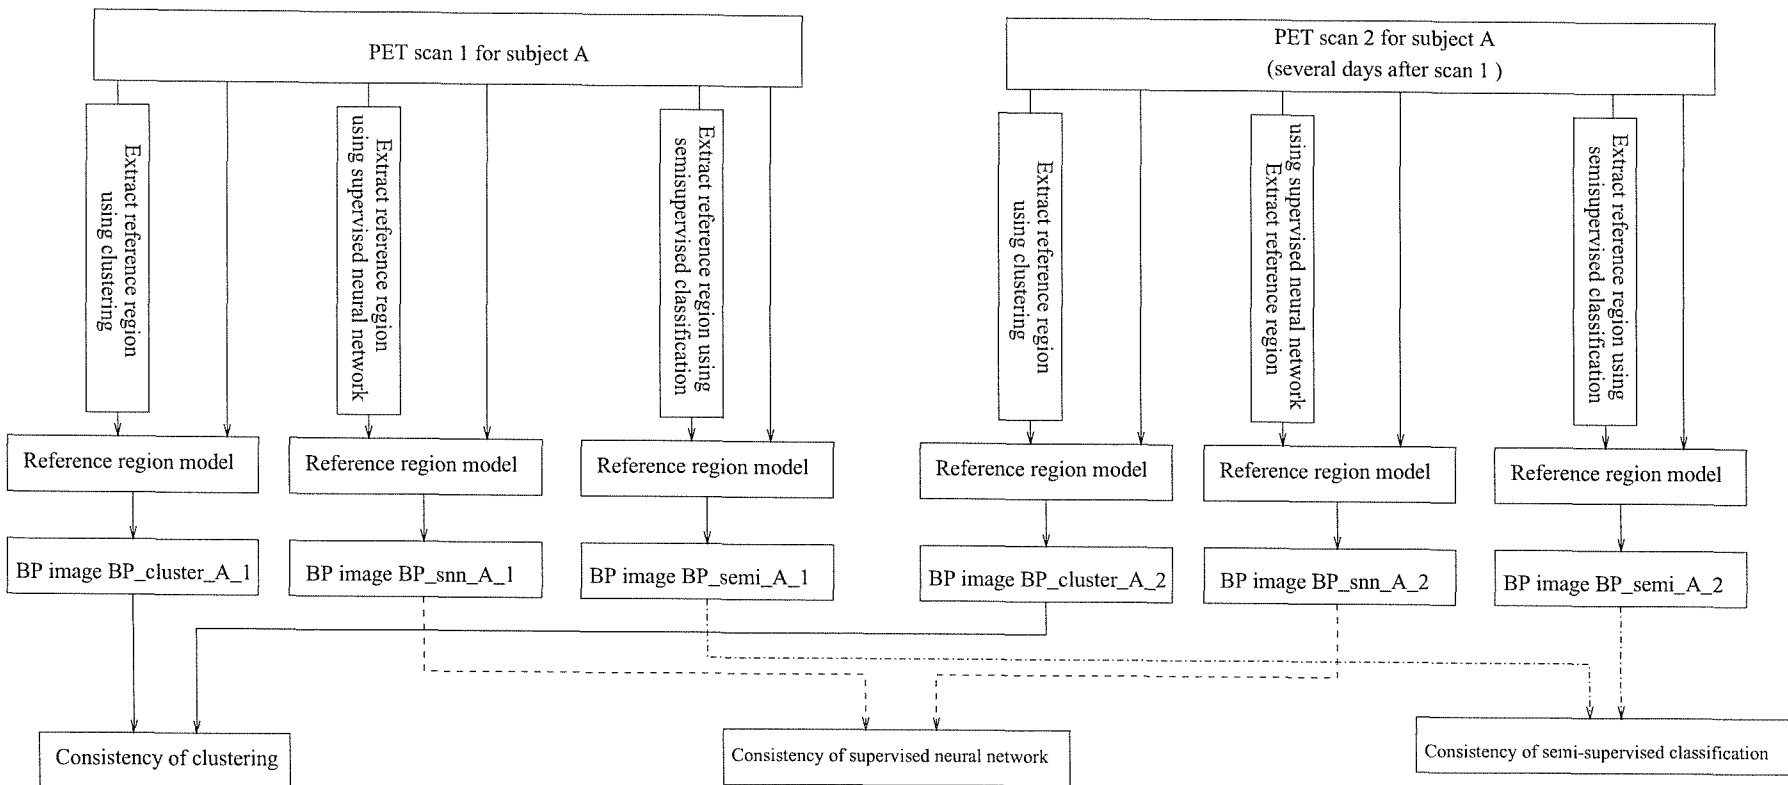 PET scan 1 for subject A
PET scan 2 for subject A
(several days after scan 1 )
Extract reference region
using clustering
Extract reference region
using supervised neural network
Extract reference region using
semisupervised classification
Extract reference region
using clustering
using supervised neural network
Extract reference region
Extract reference region using
semisupervised classification
Reference region model
Reference region model
Reference region model
Reference region model
Reference region model
Reference region model
BP image BP_cluster_A_1
BP image BP_snn_A_1
BP image BP_semi_A_1
BP image BP_cluster_A_2
BP image BP_snn_A_2
BP image BP_semi_A_2
Consistency of clustering
Consistency of supervised neural network
Consistency of semi-supervised classification